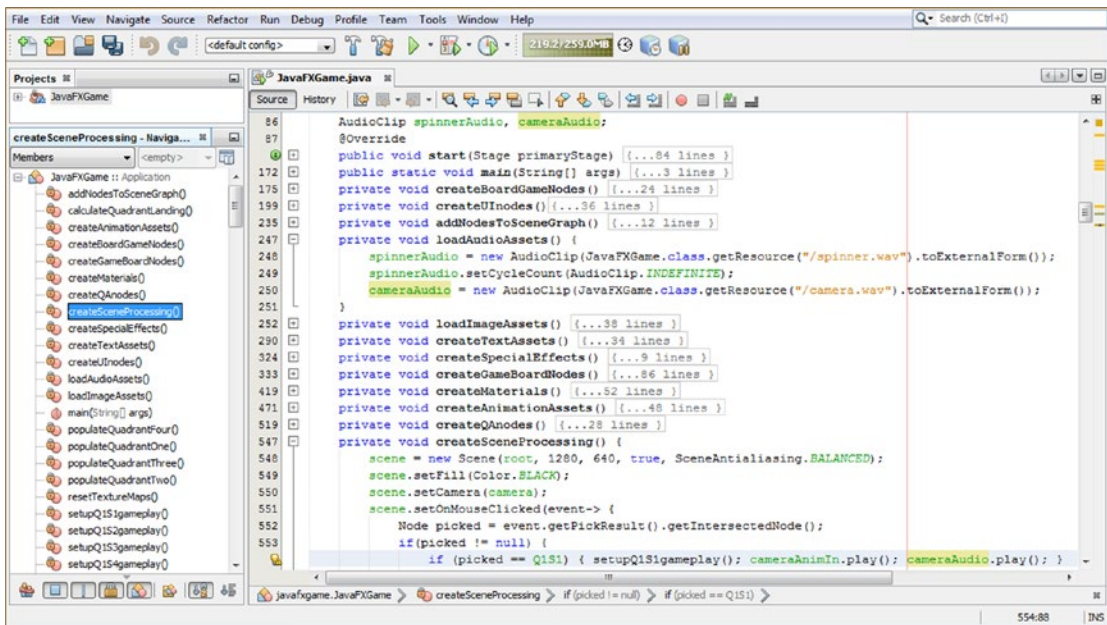 File Edit View Navigate Source Refactor Run Debug Profile Team Tools Window Help
Search (Ctrl+I)
<default config>
219.2/259.0MB
Projects
JavaFXGame
createSceneProcessing - Naviga...
Members
<empty>
JavaFXGame :: Application
addNodesToSceneGraph()
calculateQuadrantLanding()
createAnimationAssets()
createBoardGameNodes()
createGameBoardNodes()
createMaterials()
createQAnodes()
createSceneProcessing()
createSpecialEffects()
createTextAssets()
createUInodes()
loadAudioAssets()
loadImageAssets()
main(String[] args)
populateQuadrantFour()
populateQuadrantOne()
populateQuadrantThree()
populateQuadrantTwo()
resetTextureMaps()
setupQ1S1gameplay()
setupQ1S2gameplay()
setupQ1S3gameplay()
setupQ1S4gameplay()
JavaFXGame.java
Source History
86 AudioClip spinnerAudio, cameraAudio;
87 @Override
public void start(Stage primaryStage) {...84 lines }
172 public static void main(String[] args) {...3 lines }
175 private void createBoardGameNodes() {...24 lines }
199 private void createUInodes() {...36 lines }
235 private void addNodesToSceneGraph() {...12 lines }
247 private void loadAudioAssets() {
248 spinnerAudio = new AudioClip(JavaFXGame.class.getResource("/spinner.wav").toExternalForm());
249 spinnerAudio.setCycleCount(AudioClip.INDEFINITE);
250 cameraAudio = new AudioClip(JavaFXGame.class.getResource("/camera.wav").toExternalForm());
251 }
252 private void loadImageAssets() {...38 lines }
290 private void createTextAssets() {...34 lines }
324 private void createSpecialEffects() {...9 lines }
333 private void createGameBoardNodes() {...86 lines }
419 private void createMaterials() {...52 lines }
471 private void createAnimationAssets() {...48 lines }
519 private void createQAnodes() {...28 lines }
547 private void createSceneProcessing() {
548 scene = new Scene(root, 1280, 640, true, SceneAntialiasing.BALANCED);
549 scene.setFill(Color.BLACK);
550 scene.setCamera(camera);
551 scene.setOnMouseClicked(event-> {
552 Node picked = event.getPickResult().getIntersectedNode();
553 if(picked != null) {
if (picked == Q1S1) { setupQ1S1gameplay(); cameraAnimIn.play(); cameraAudio.play(); }
javafxgame.JavaFXGame createSceneProcessing if (picked != null) if (picked == Q1S1)
554:88 INS